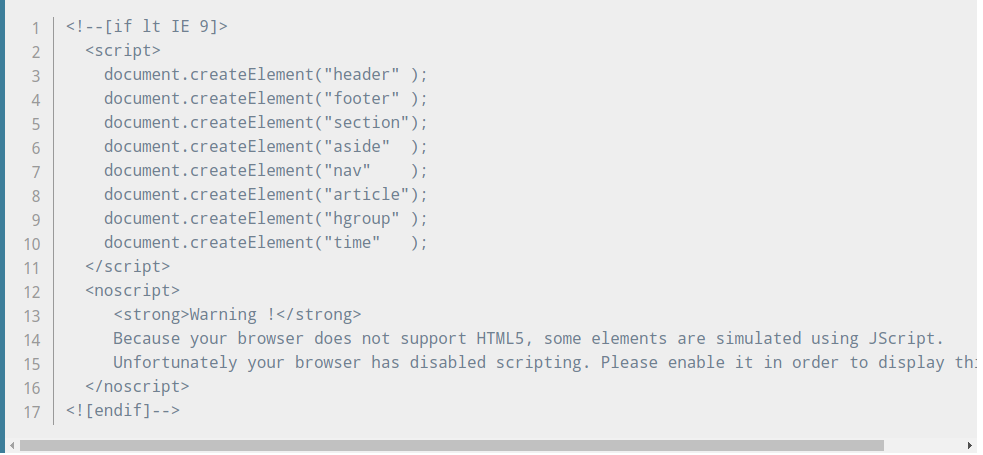 1 <!--[if lt IE 9]>
2   <script>
3     document.createElement("header" );
4     document.createElement("footer" );
5     document.createElement("section");
6     document.createElement("aside"  );
7     document.createElement("nav"    );
8     document.createElement("article");
9     document.createElement("hgroup" );
10     document.createElement("time"   );
11   </script>
12   <noscript>
13      <strong>Warning !</strong>
14      Because your browser does not support HTML5, some elements are simulated using JScript.
15      Unfortunately your browser has disabled scripting. Please enable it in order to display
16   </noscript>
17 <![endif]-->